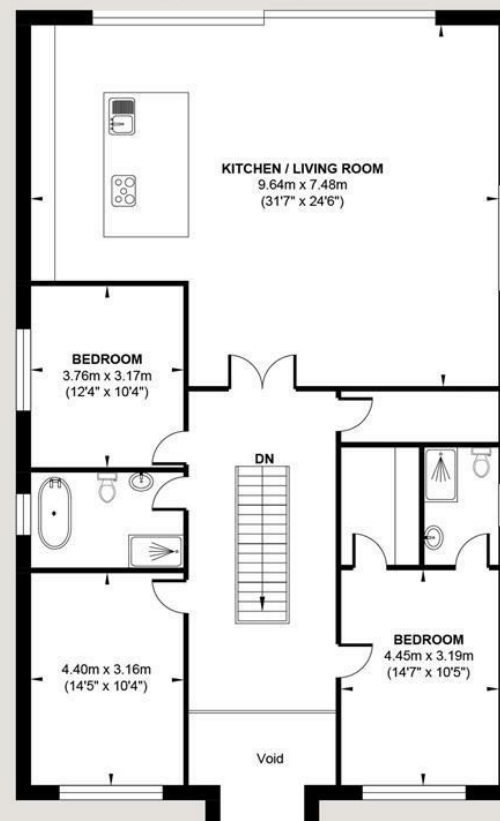 KITCHEN / LIVING ROOM
9.64m x 7.48m
(31'7" x 24'6")
BEDROOM
3.76m x 3.17m
(12'4" x 10'4")
DN
4.40m x 3.16m
(14'5" x 10'4")
BEDROOM
4.45m x 3.19m
(14'7" x 10'5")
Void